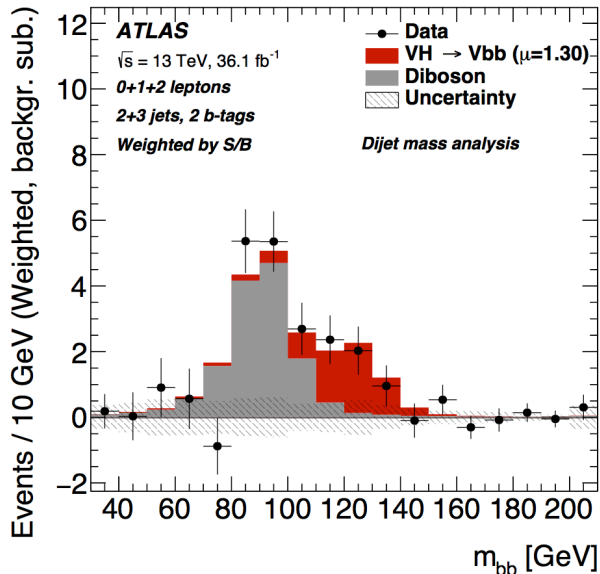 ATLAS
√s = 13 TeV, 36.1 fb⁻¹
0+1+2 leptons
2+3 jets, 2 b-tags
Weighted by S/B
Data
VH → Vbb (μ=1.30)
Diboson
Uncertainty
Dijet mass analysis
Events / 10 GeV (Weighted, backgr. sub.)
12
10
8
6
4
2
0
−2
40 60 80 100 120 140 160 180 200
m_bb [GeV]